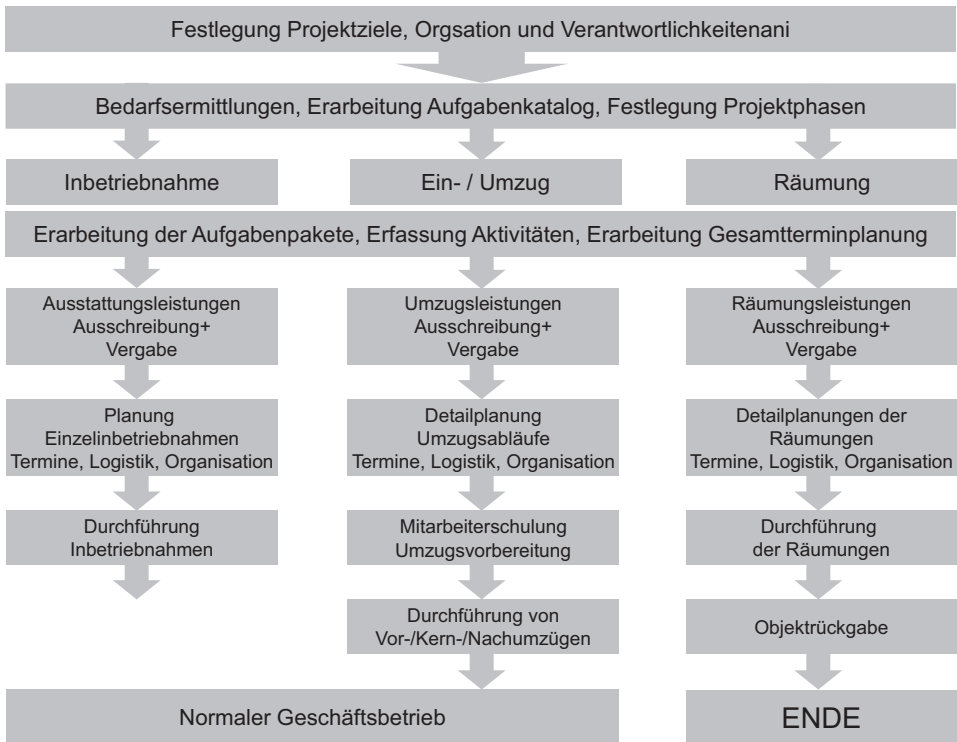 Festlegung Projektziele, Orgsation und Verantwortlichkeitenani
Bedarfsermittlungen, Erarbeitung Aufgabenkatalog, Festlegung Projektphasen
Inbetriebnahme
Ein- / Umzug
Räumung
Erarbeitung der Aufgabenpakete, Erfassung Aktivitäten, Erarbeitung Gesamtterminplanung
Ausstattungsleistungen
Ausschreibung+
Vergabe
Umzugsleistungen
Ausschreibung+
Vergabe
Räumungsleistungen
Ausschreibung+
Vergabe
Planung
Einzelinbetriebnahmen
Termine, Logistik, Organisation
Detailplanung
Umzugsabläufe
Termine, Logistik, Organisation
Detailplanungen der
Räumungen
Termine, Logistik, Organisation
Durchführung
Inbetriebnahmen
Mitarbeiterschulung
Umzugsvorbereitung
Durchführung
der Räumungen
Durchführung von
Vor-/Kern-/Nachumzügen
Objektrückgabe
Normaler Geschäftsbetrieb
ENDE